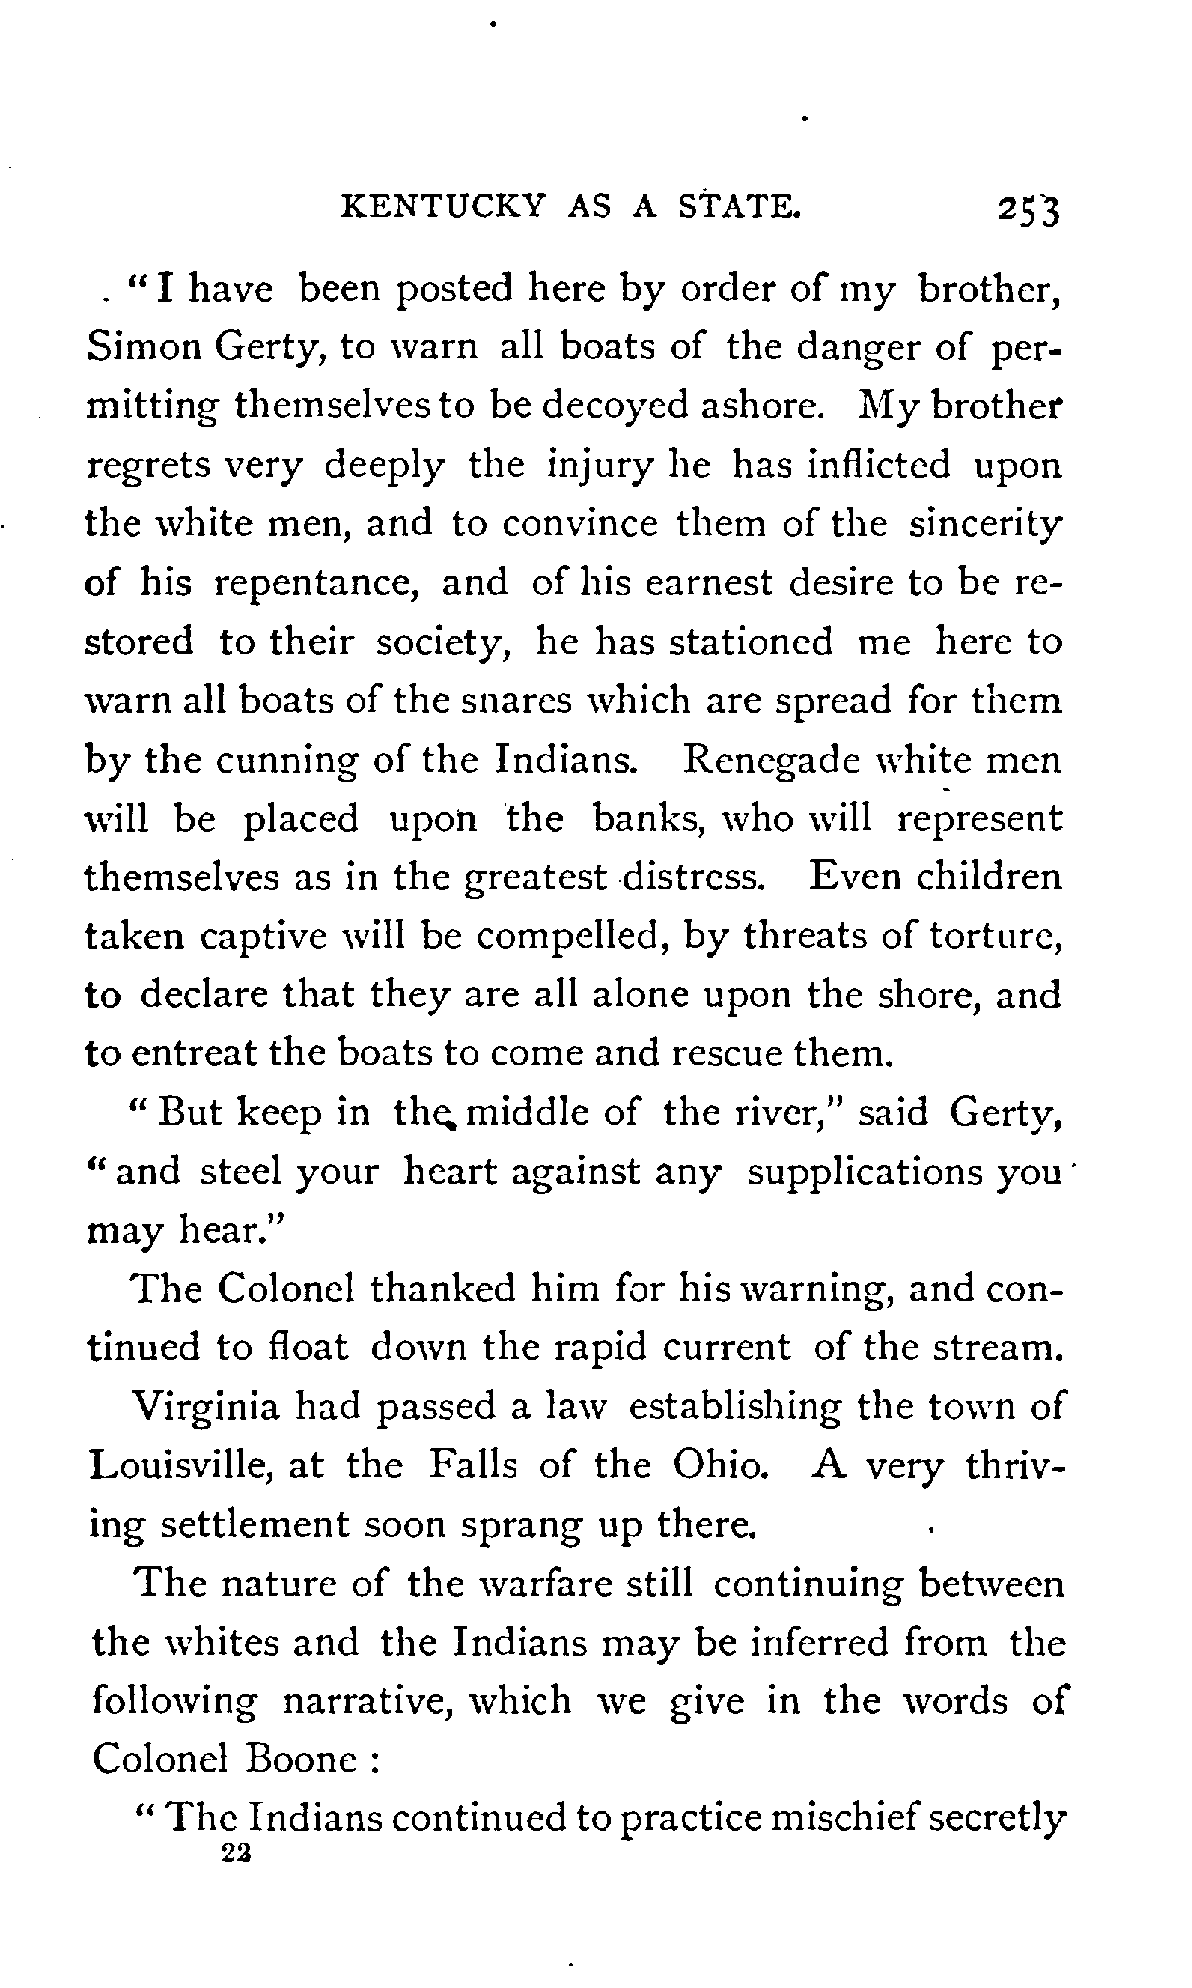 KENTUCKY AS A STATE. 253
" I have been posted here by order of my brother,
Simon Gerty, to warn all boats of the danger of per-
mitting themselves to be decoyed ashore. My brother
regrets very deeply the injury he has inflicted upon
the white men, and to convince them of the sincerity
of his repentance, and of his earnest desire to be re-
stored to their society, he has stationed me here to
warn all boats of the snares which are spread for them
by the cunning of the Indians. Renegade white men
will be placed upon the banks, who will represent
themselves as in the greatest distress. Even children
taken captive will be compelled, by threats of torture,
to declare that they are all alone upon the shore, and
to entreat the boats to come and rescue them.
" But keep in the middle of the river," said Gerty,
" and steel your heart against any supplications you
may hear."
The Colonel thanked him for his warning, and con-
tinued to float down the rapid current of the stream.
Virginia had passed a law establishing the town of
Louisville, at the Falls of the Ohio. A very thriv-
ing settlement soon sprang up there.
The nature of the warfare still continuing between
the whites and the Indians may be inferred from the
following narrative, which we give in the words of
Colonel Boone :
" The Indians continued to practice mischief secretly
22